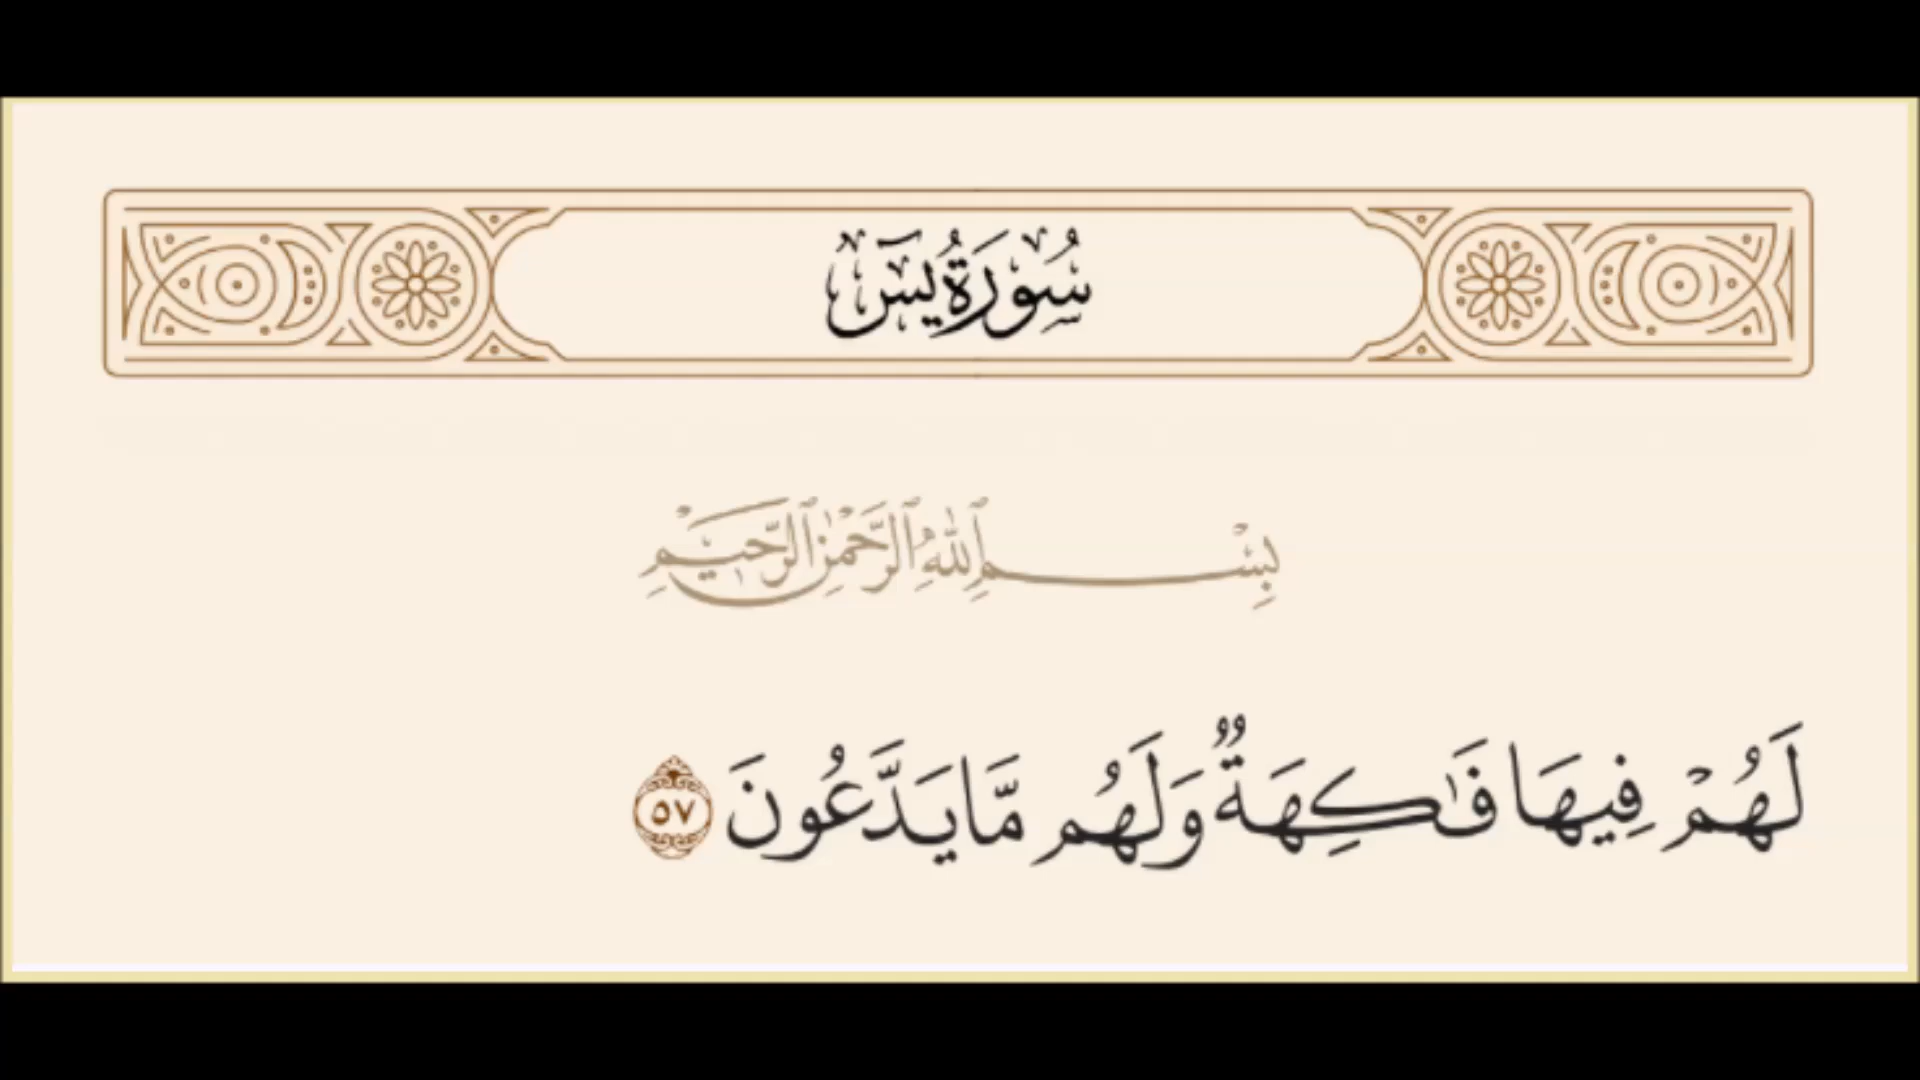 سُورَةُ يسٓ
بِسْمِ ٱللَّهِ ٱلرَّحْمَٰنِ ٱلرَّحِيمِ
لَهُمْ فِيهَا فَٰكِهَةٌ وَلَهُم مَّا يَدَّعُونَ ٥٧